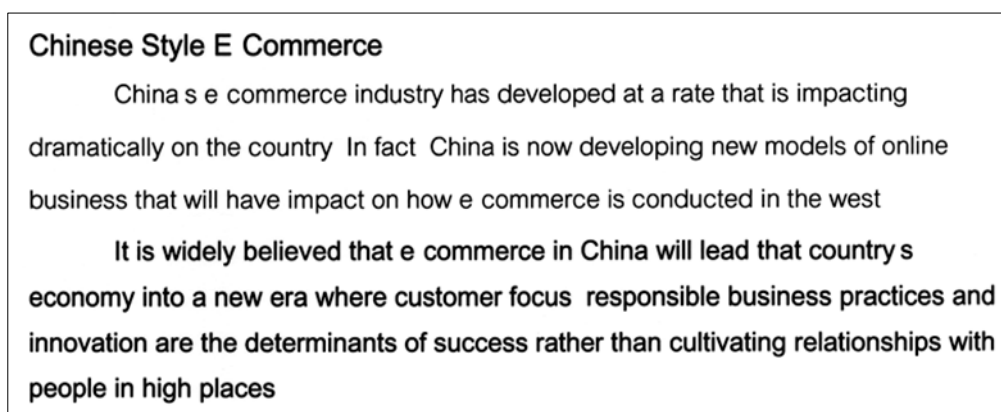 Chinese Style E Commerce
China s e commerce industry has developed at a rate that is impacting
dramatically on the country In fact China is now developing new models of online
business that will have impact on how e commerce is conducted in the west
It is widely believed that e commerce in China will lead that country s
economy into a new era where customer focus responsible business practices and
innovation are the determinants of success rather than cultivating relationships with
people in high places